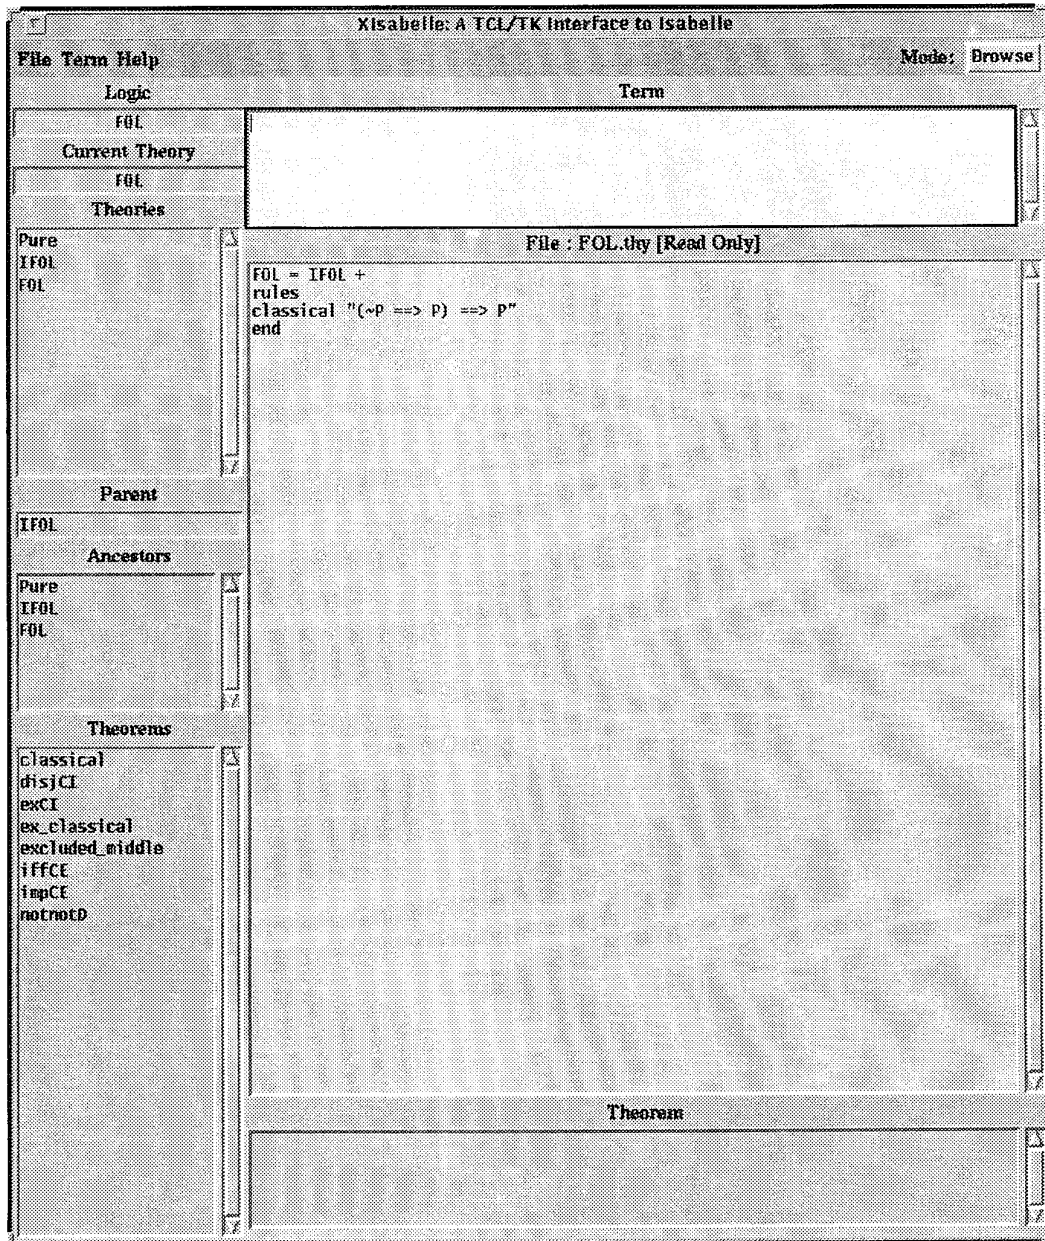 XIsabelle: A TCL/TK Interface to Isabelle
File Term Help
Mode: Browse
Logic
FOL
Current Theory
FOL
Theories
Pure
IFOL
FOL
Parent
IFOL
Ancestors
Pure
IFOL
FOL
Theorems
classical
disjCI
exCI
ex_classical
excluded_middle
iffCE
impCE
notnotD
Term
File : FOL.thy [Read Only]
FOL = IFOL +
rules
classical "(~P ==> P) ==> P"
end
Theorem